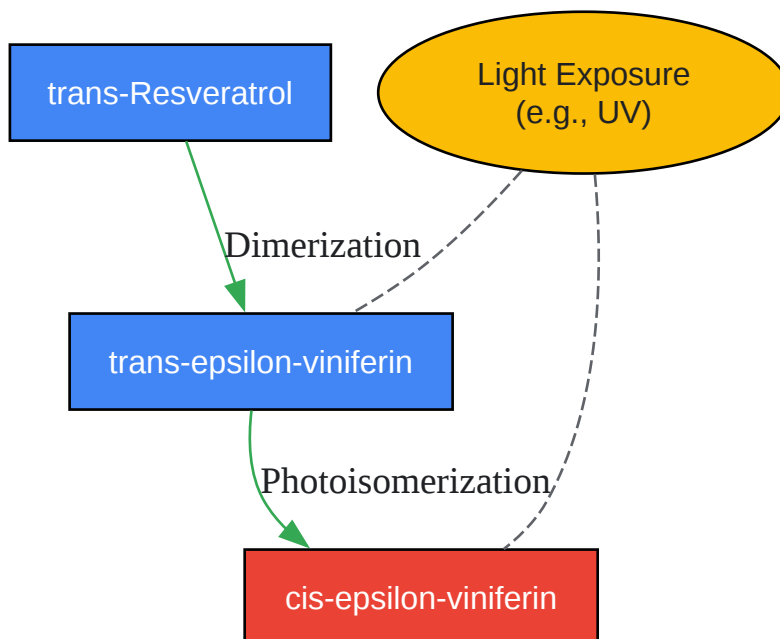 trans-Resveratrol
Light Exposure
(e.g., UV)
Dimerization
trans-epsilon-viniferin
Photoisomerization
cis-epsilon-viniferin